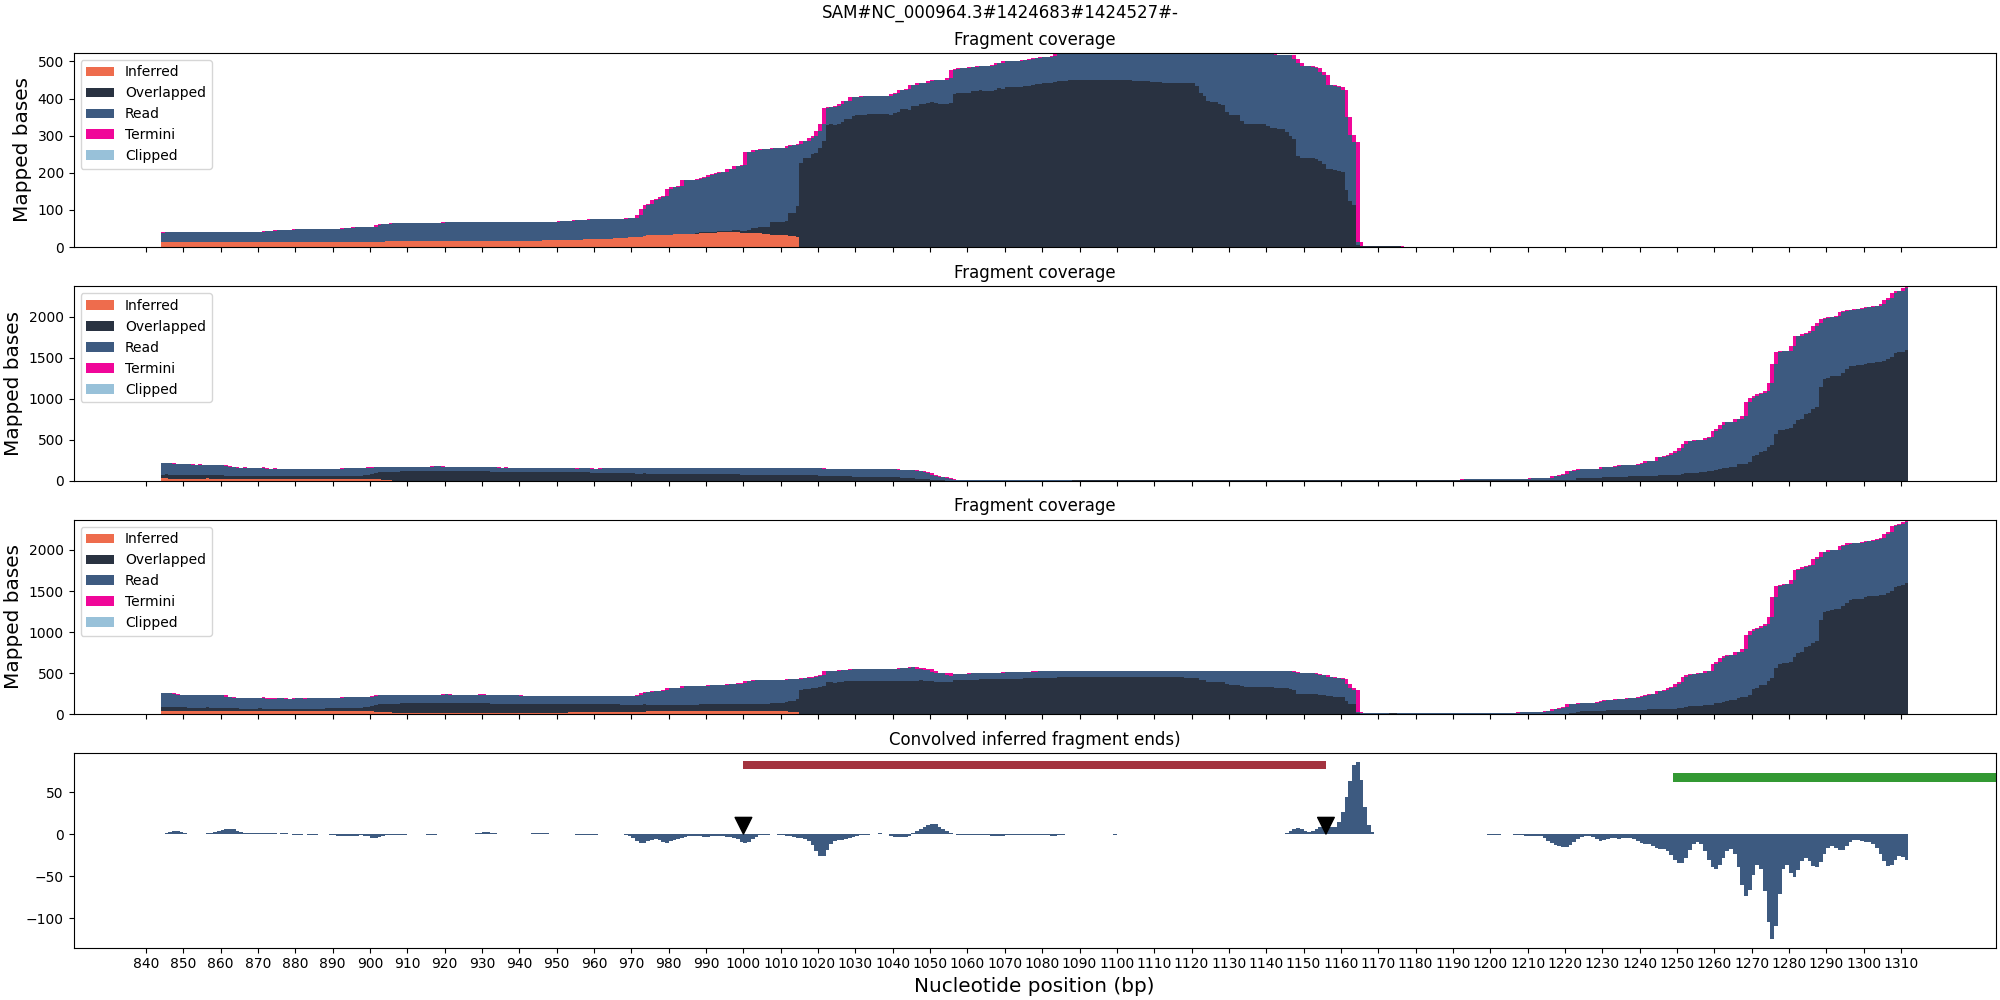 SAM#NC_000964.3#1424683#1424527#-
Fragment coverage
Mapped bases
500
400
300
200
100
0
Inferred
Overlapped
Read
Termini
Clipped
Fragment coverage
Mapped bases
2000
1500
1000
500
0
Inferred
Overlapped
Read
Termini
Clipped
Fragment coverage
Mapped bases
2000
1500
1000
500
0
Inferred
Overlapped
Read
Termini
Clipped
Convolved inferred fragment ends)
50
0
−50
−100
840 850 860 870 880 890 900 910 920 930 940 950 960 970 980 990 1000 1010 1020 1030 1040 1050 1060 1070 1080 1090 1100 1110 1120 1130 1140 1150 1160 1170 1180 1190 1200 1210 1220 1230 1240 1250 1260 1270 1280 1290 1300 1310
Nucleotide position (bp)